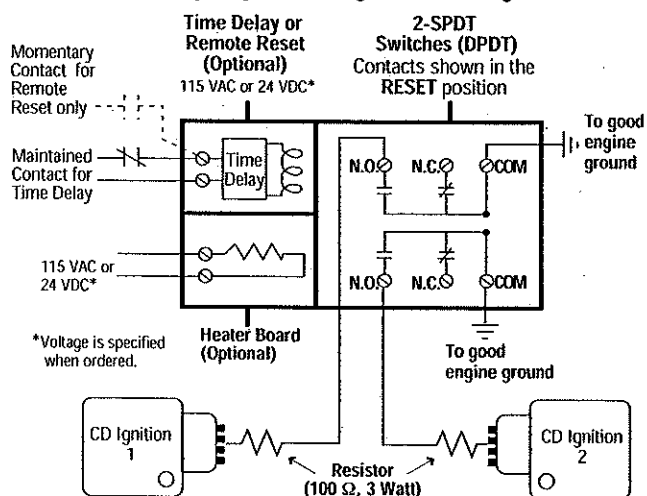 Time Delay or
Remote Reset
(Optional)
115 VAC or 24 VDC*
2-SPDT
Switches (DPDT)
Contacts shown in the
RESET position
Momentary
Contact for
Remote
Reset only
Maintained
Contact for
Time Delay
Time
Delay
N.O.
N.C.
COM
To good
engine
ground
115 VAC or
24 VDC*
N.O.
N.C.
COM
*Voltage is specified
when ordered.
Heater Board
(Optional)
To good
engine ground
CD Ignition
1
Resistor
(100 Ω, 3 Watt)
CD Ignition
2